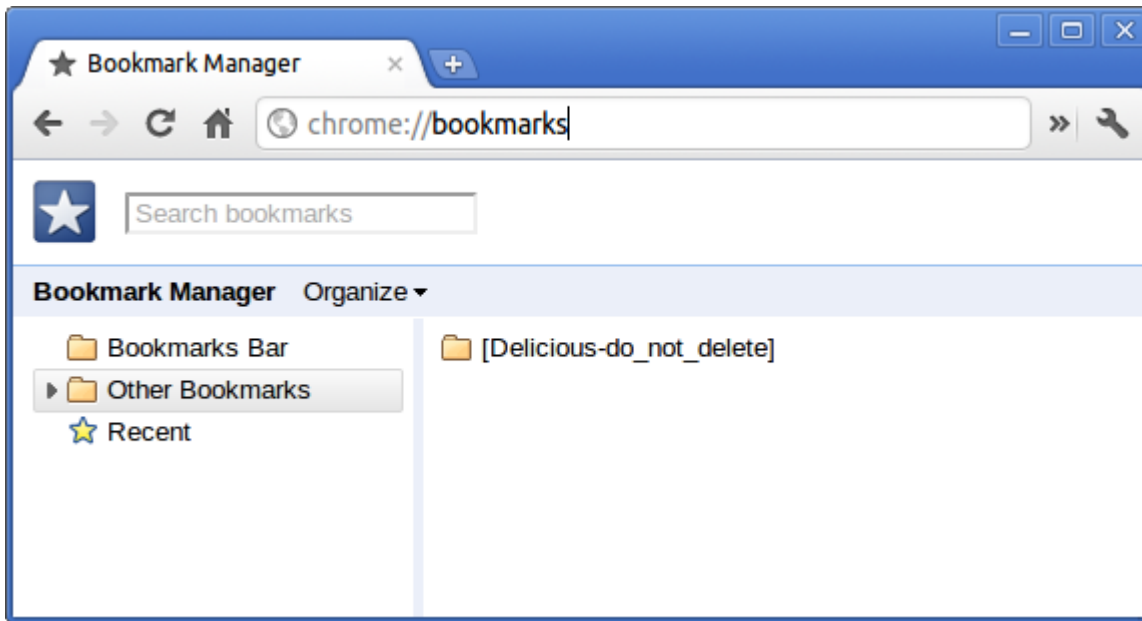 Bookmark Manager
chrome://bookmarks
Search bookmarks
Bookmark Manager Organize
Bookmarks Bar
Other Bookmarks
Recent
[Delicious-do_not_delete]